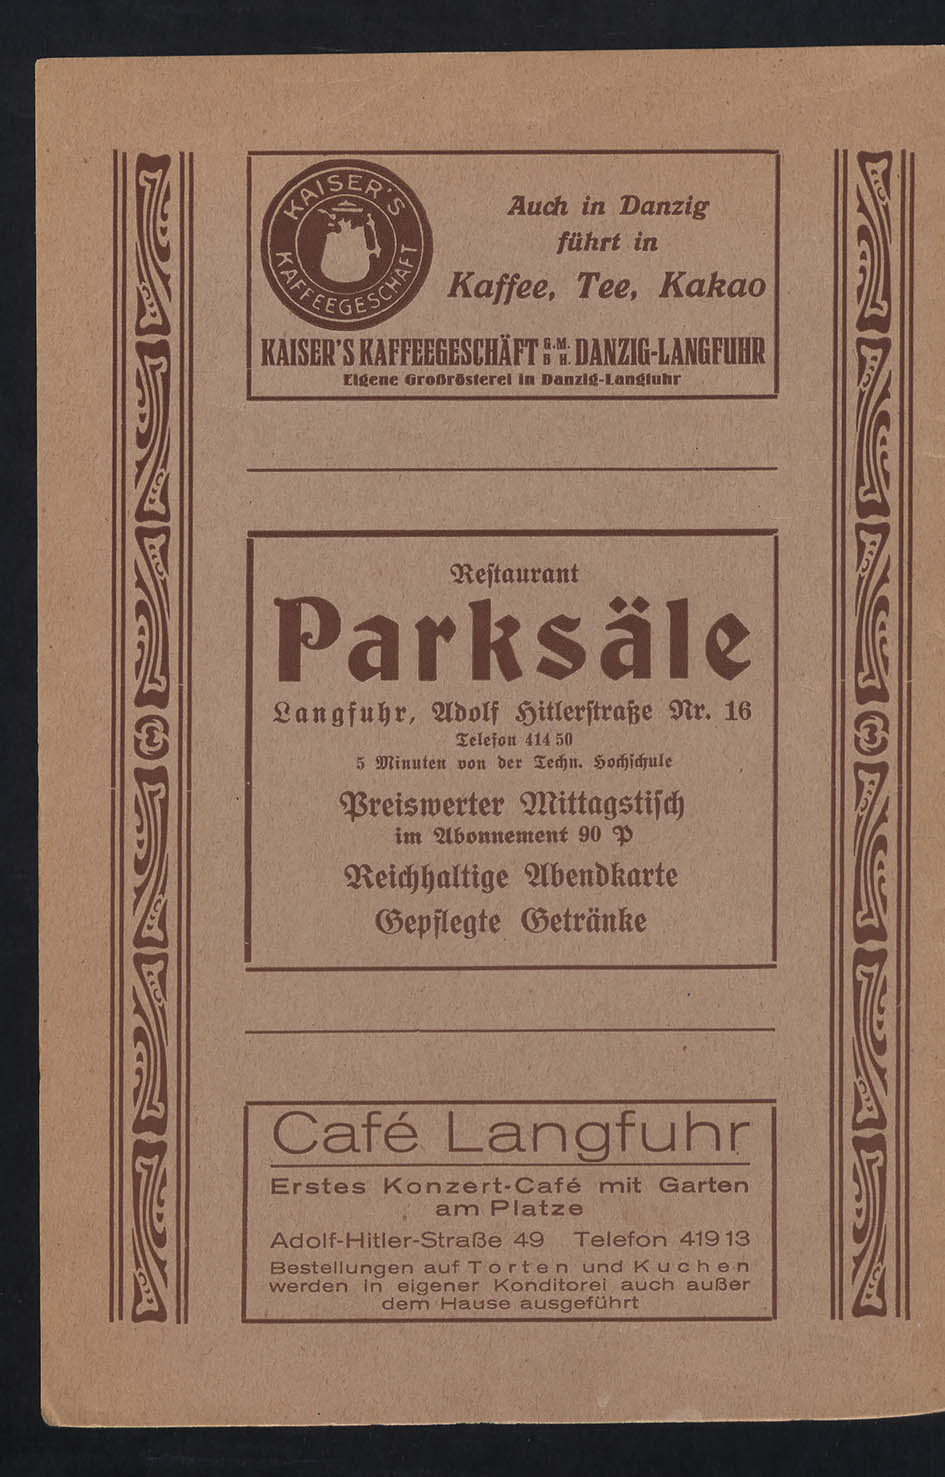 KAISER'S
KAFFEEGESCHÄFT
Auch in Danzig
führt in
Kaffee, Tee, Kakao
KAISER'S KAFFEEGESCHÄFT G.M.B.H. DANZIG-LANGFUHR
Eigene Großrösterei in Danzig-Langfuhr
Restaurant
Parksäle
Langfuhr, Adolf Hitlerstraße Nr. 16
Telefon 414 50
5 Minuten von der Techn. Hochschule
Preiswerter Mittagstisch
im Abonnement 90 P
Reichhaltige Abendkarte
Gepflegte Getränke
Café Langfuhr
Erstes Konzert-Café mit Garten
am Platze
Adolf-Hitler-Straße 49 Telefon 419 13
Bestellungen auf Torten und Kuchen
werden in eigener Konditorei auch außer
dem Hause ausgeführt